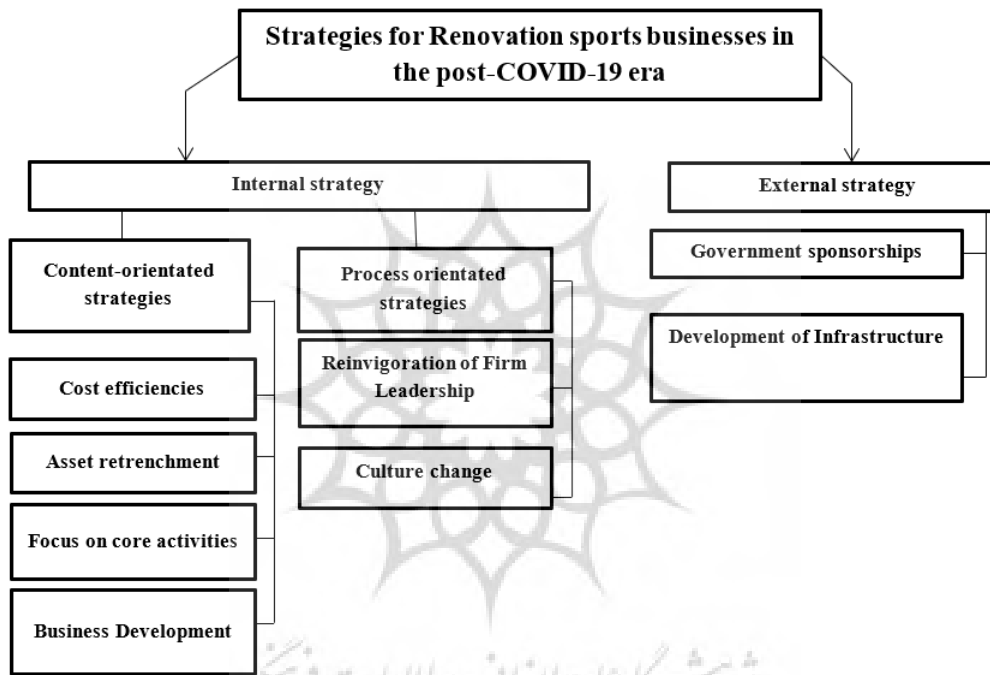 Strategies for Renovation sports businesses in
the post-COVID-19 era
Internal strategy
External strategy
Content-orientated
strategies
Process orientated
strategies
Government sponsorships
Reinvigoration of Firm
Leadership
Development of Infrastructure
Cost efficiencies
Asset retrenchment
Culture change
Focus on core activities
Business Development